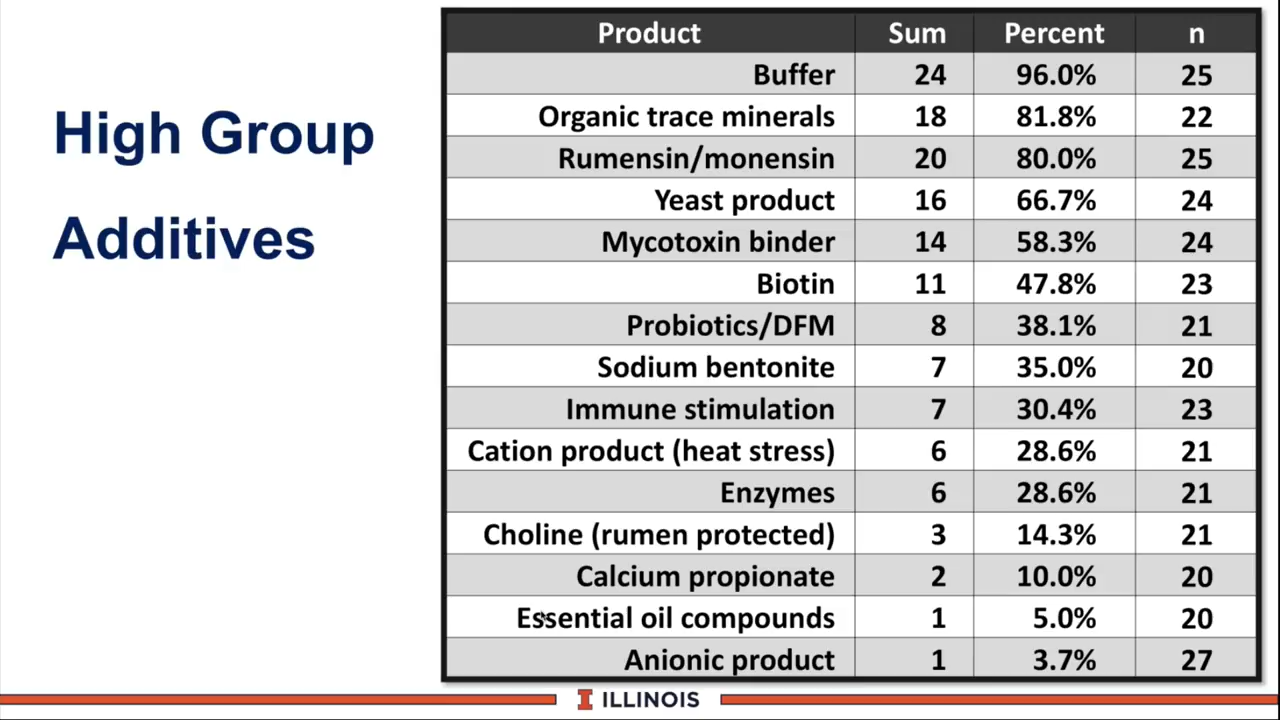 High Group
Additives
Product Sum Percent n
Buffer 24 96.0% 25
Organic trace minerals 18 81.8% 22
Rumensin/monensin 20 80.0% 25
Yeast product 16 66.7% 24
Mycotoxin binder 14 58.3% 24
Biotin 11 47.8% 23
Probiotics/DFM 8 38.1% 21
Sodium bentonite 7 35.0% 20
Immune stimulation 7 30.4% 23
Cation product (heat stress) 6 28.6% 21
Enzymes 6 28.6% 21
Choline (rumen protected) 3 14.3% 21
Calcium propionate 2 10.0% 20
Essential oil compounds 1 5.0% 20
Anionic product 1 3.7% 27
I ILLINOIS